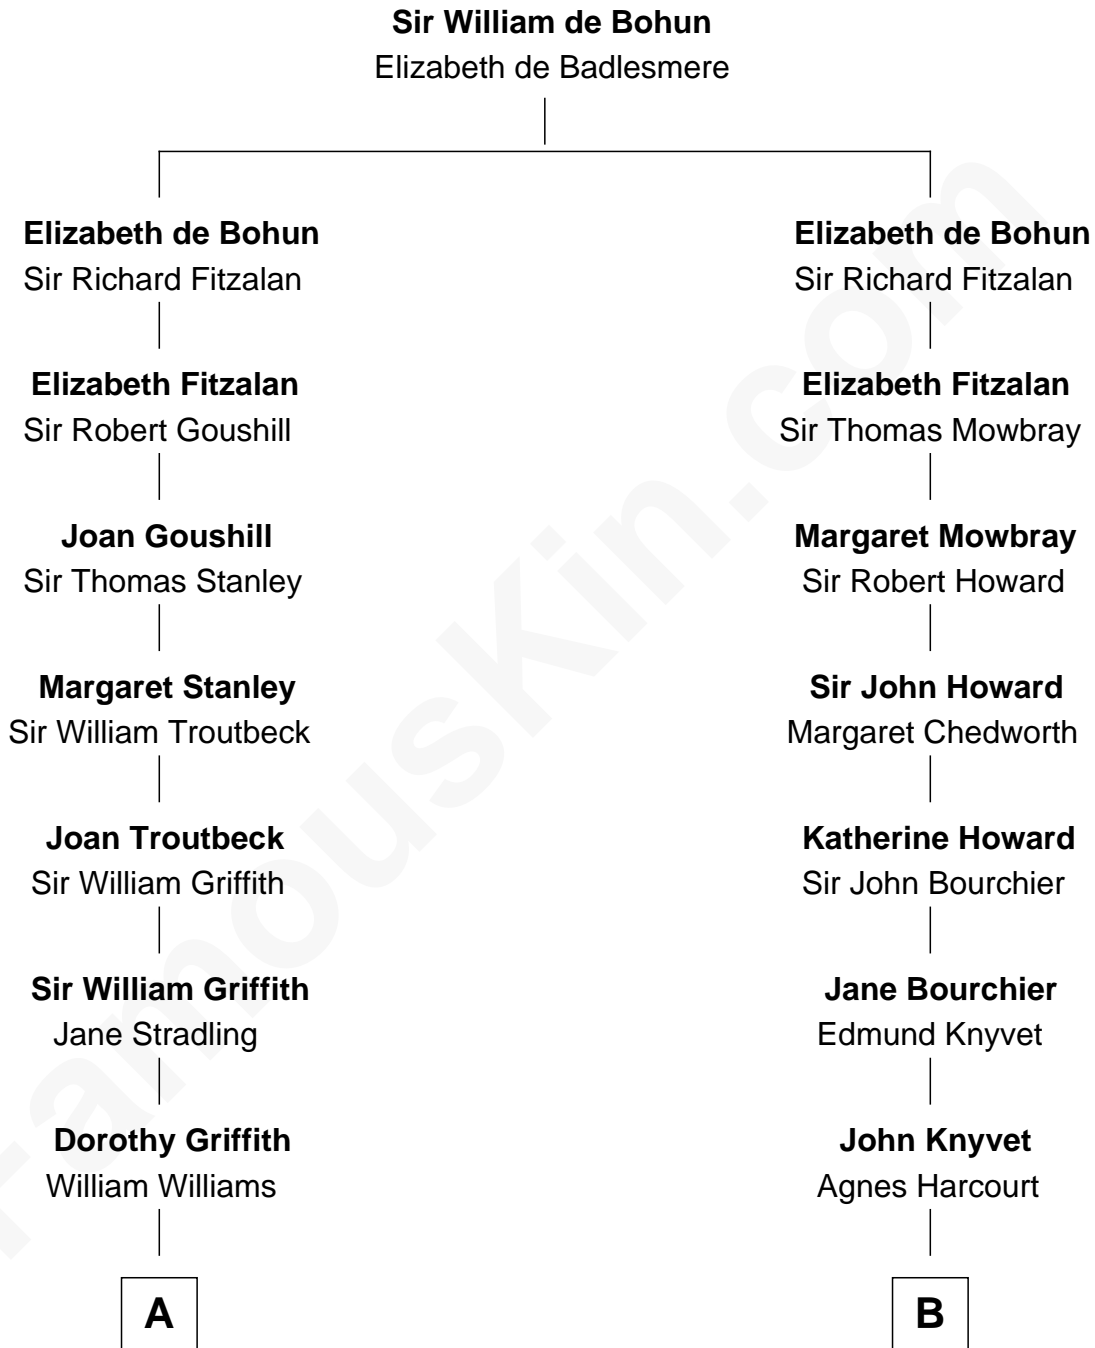 Sir William de Bohun
Elizabeth de Badlesmere
Elizabeth de Bohun
Sir Richard Fitzalan
Elizabeth Fitzalan
Sir Robert Goushill
Joan Goushill
Sir Thomas Stanley
Margaret Stanley
Sir William Troutbeck
Joan Troutbeck
Sir William Griffith
Sir William Griffith
Jane Stradling
Dorothy Griffith
William Williams
A
Elizabeth de Bohun
Sir Richard Fitzalan
Elizabeth Fitzalan
Sir Thomas Mowbray
Margaret Mowbray
Sir Robert Howard
Sir John Howard
Margaret Chedworth
Katherine Howard
Sir John Bourchier
Jane Bourchier
Edmund Knyvet
John Knyvet
Agnes Harcourt
B
FamousKin.com